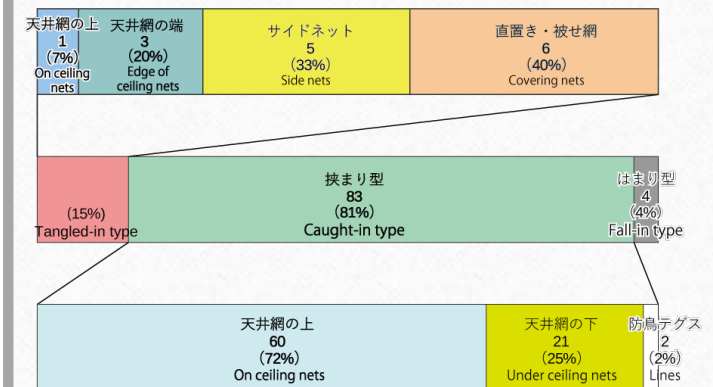 天井網の上
1
(7%)
On ceiling
nets
天井網の端
3
(20%)
Edge of
ceiling nets
サイドネット
5
(33%)
Side nets
直置き・被せ網
6
(40%)
Covering nets
(15%)
Tangled-in type
挟まり型
83
(81%)
Caught-in type
はまり型
4
(4%)
Fall-in type
天井網の上
60
(72%)
On ceiling nets
天井網の下
21
(25%)
Under ceiling nets
防鳥テグス
2
(2%)
Lines